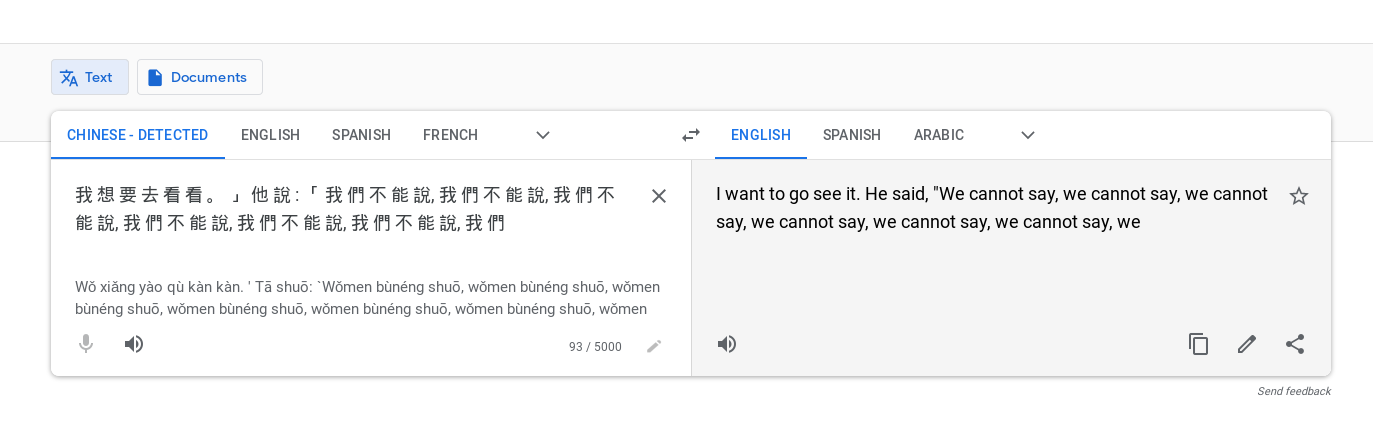 Text
Documents
CHINESE - DETECTED ENGLISH SPANISH FRENCH ENGLISH SPANISH ARABIC
我 想 要 去 看 看 。 」 他 說 : 「 我 們 不 能 說, 我 們 不 能 說, 我 們 不
能 說, 我 們 不 能 說, 我 們 不 能 說, 我 們 不 能 說, 我 們
Wǒ xiǎng yào qù kàn kàn. ' Tā shuō: `Wǒmen bùnéng shuō, wǒmen bùnéng shuō, wǒmen
bùnéng shuō, wǒmen bùnéng shuō, wǒmen bùnéng shuō, wǒmen bùnéng shuō, wǒmen
93 / 5000
I want to go see it. He said, "We cannot say, we cannot say, we cannot
say, we cannot say, we cannot say, we cannot say, we
Send feedback